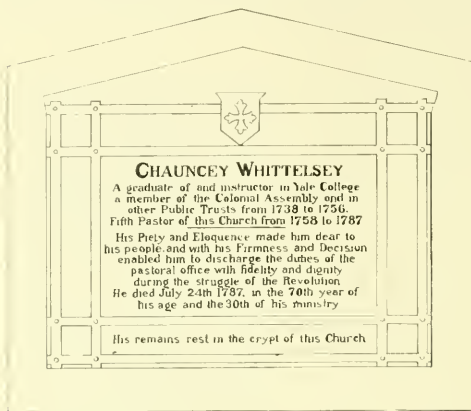 CHAUNCEY WHITTELSEY
A graduate of and instructor in Yale College
a member of the Colonial Assembly and in
other Public Trusts from 1738 to 1756.
Fifth Pastor of this Church from 1758 to 1787
His Piety and Eloquence made him dear to
his people, and with his Firmness and Decision
enabled him to discharge the duties of the
pastoral office with fidelity and dignity
during the struggle of the Revolution
He died July 24th 1787, in the 70th year of
his age and the 30th of his ministry
His remains rest in the crypt of this Church